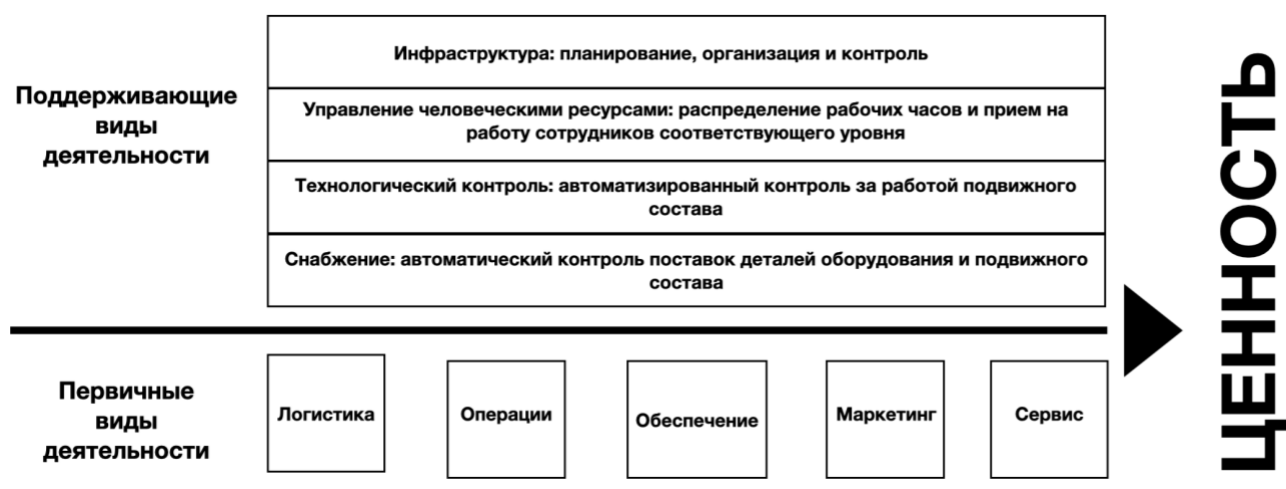 Поддерживающие
виды
деятельности
Инфраструктура: планирование, организация и контроль
Управление человеческими ресурсами: распределение рабочих часов и прием на
работу сотрудников соответствующего уровня
Технологический контроль: автоматизированный контроль за работой подвижного
состава
Снабжение: автоматический контроль поставок деталей оборудования и подвижного
состава
Первичные
виды
деятельности
Логистика
Операции
Обеспечение
Маркетинг
Сервис
ЦЕННОСТЬ